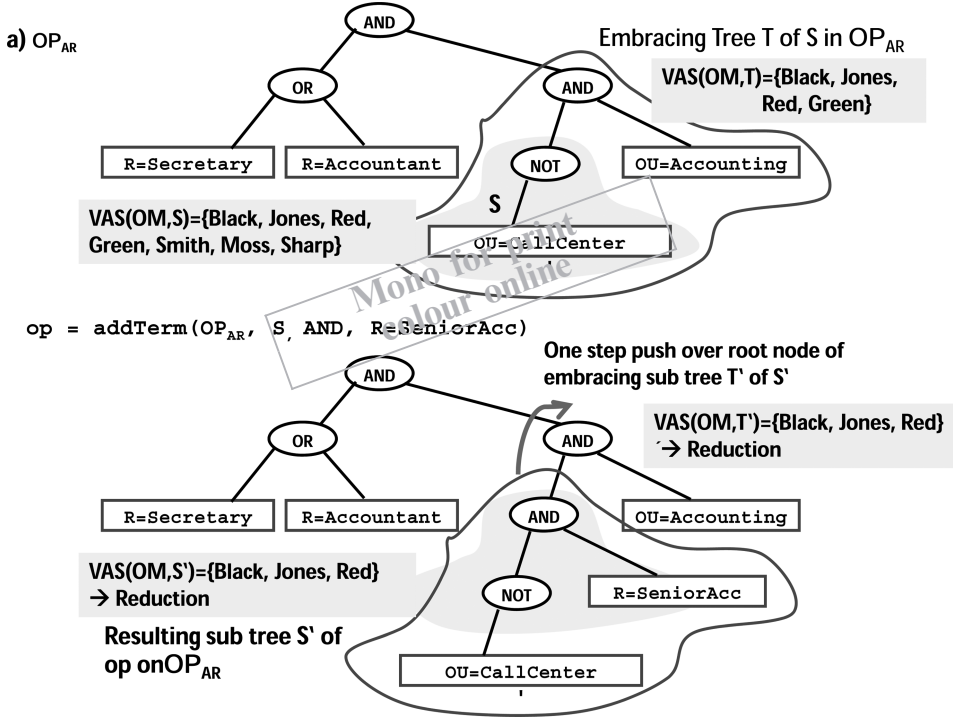 a) OP_AR
AND
Embracing Tree T of S in OP_AR
OR
AND
VAS(OM,T)={Black, Jones,
Red, Green}
R=Secretary
R=Accountant
NOT
OU=Accounting
S
VAS(OM,S)={Black, Jones, Red,
Green, Smith, Moss, Sharp}
OU=CallCenter
'
Mono for print
colour online
op = addTerm(OP_AR, S, AND, R=SeniorAcc)
One step push over root node of
embracing sub tree T‘ of S‘
AND
VAS(OM,T‘)={Black, Jones, Red}
´→ Reduction
OR
AND
R=Secretary
R=Accountant
AND
OU=Accounting
VAS(OM,S‘)={Black, Jones, Red}
→ Reduction
NOT
R=SeniorAcc
Resulting sub tree S‘ of
op onOP_AR
OU=CallCenter
'